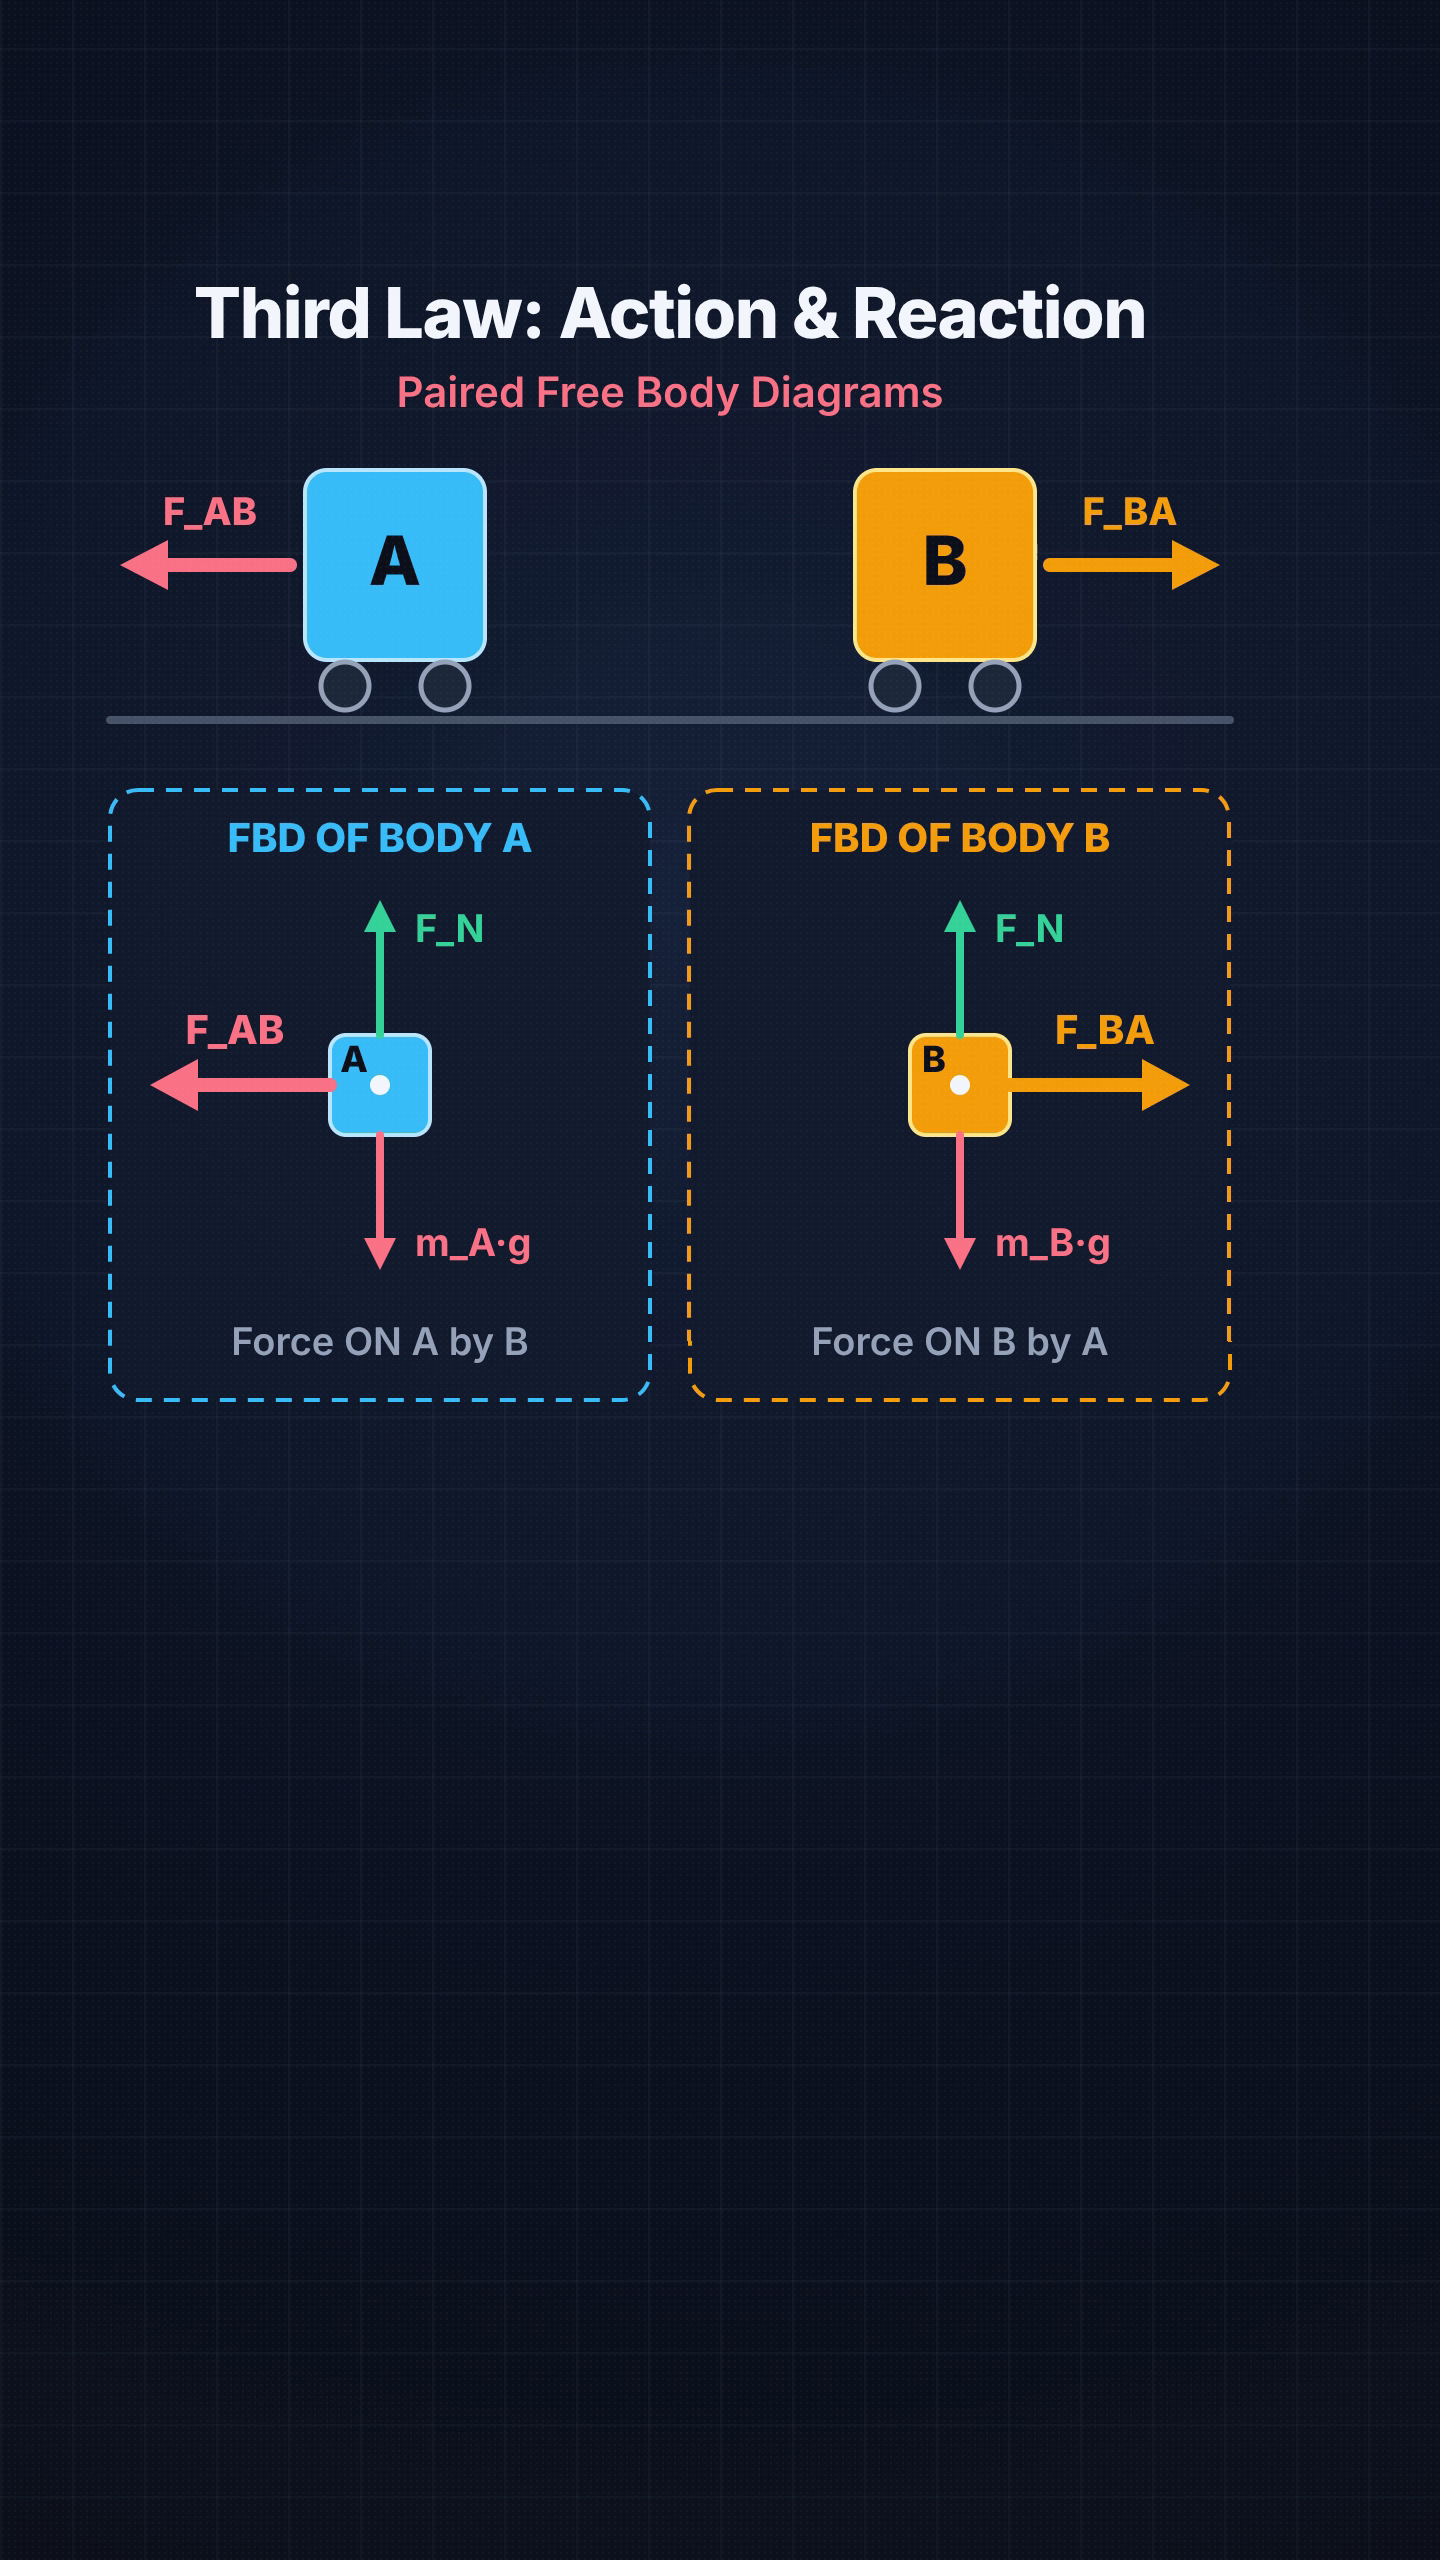 Third Law: Action & Reaction
Paired Free Body Diagrams
F_AB
A
B
F_BA
FBD OF BODY A
F_N
F_AB
A
m_A·g
Force ON A by B
FBD OF BODY B
F_N
F_BA
B
m_B·g
Force ON B by A